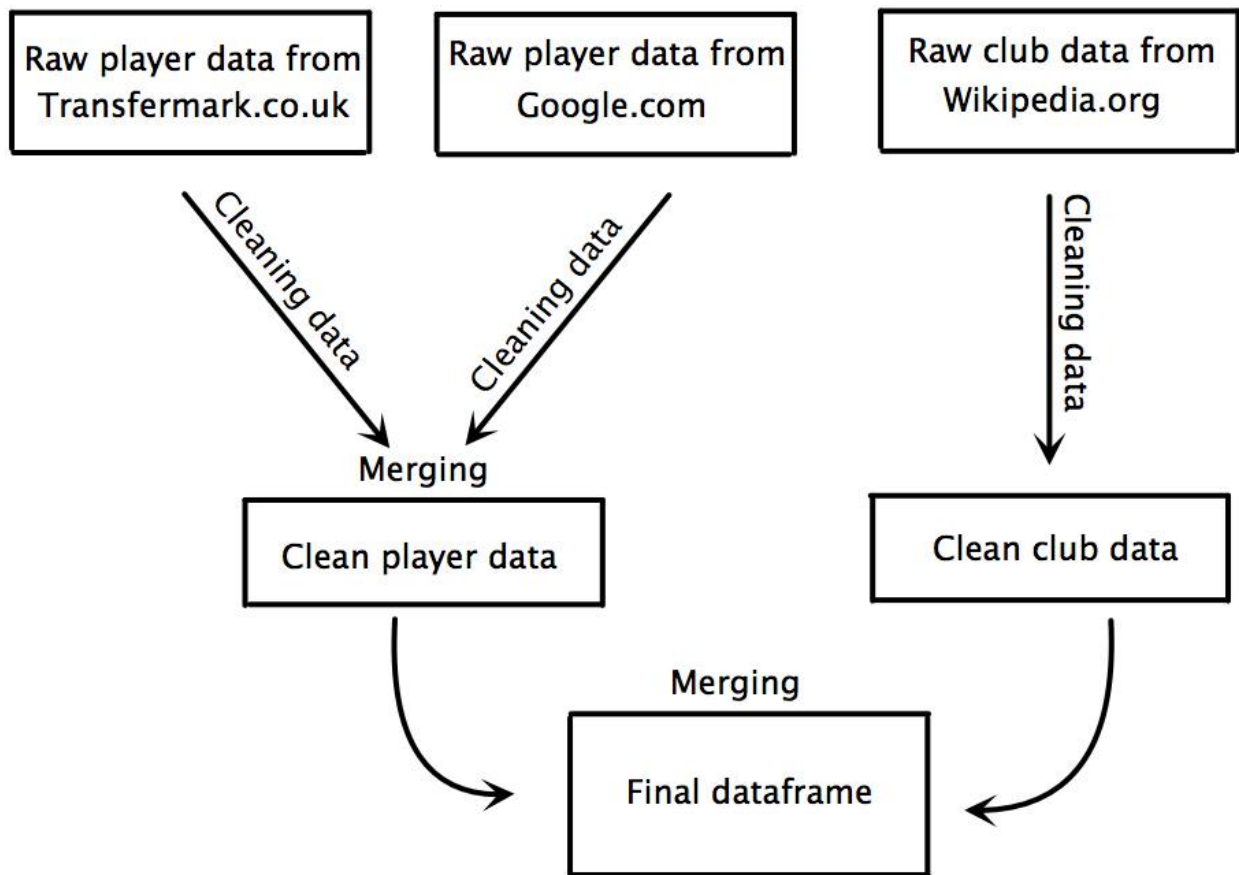 Raw player data from
Transfermark.co.uk
Raw player data from
Google.com
Raw club data from
Wikipedia.org
Cleaning data
Cleaning data
Cleaning data
Merging
Clean player data
Clean club data
Merging
Final dataframe